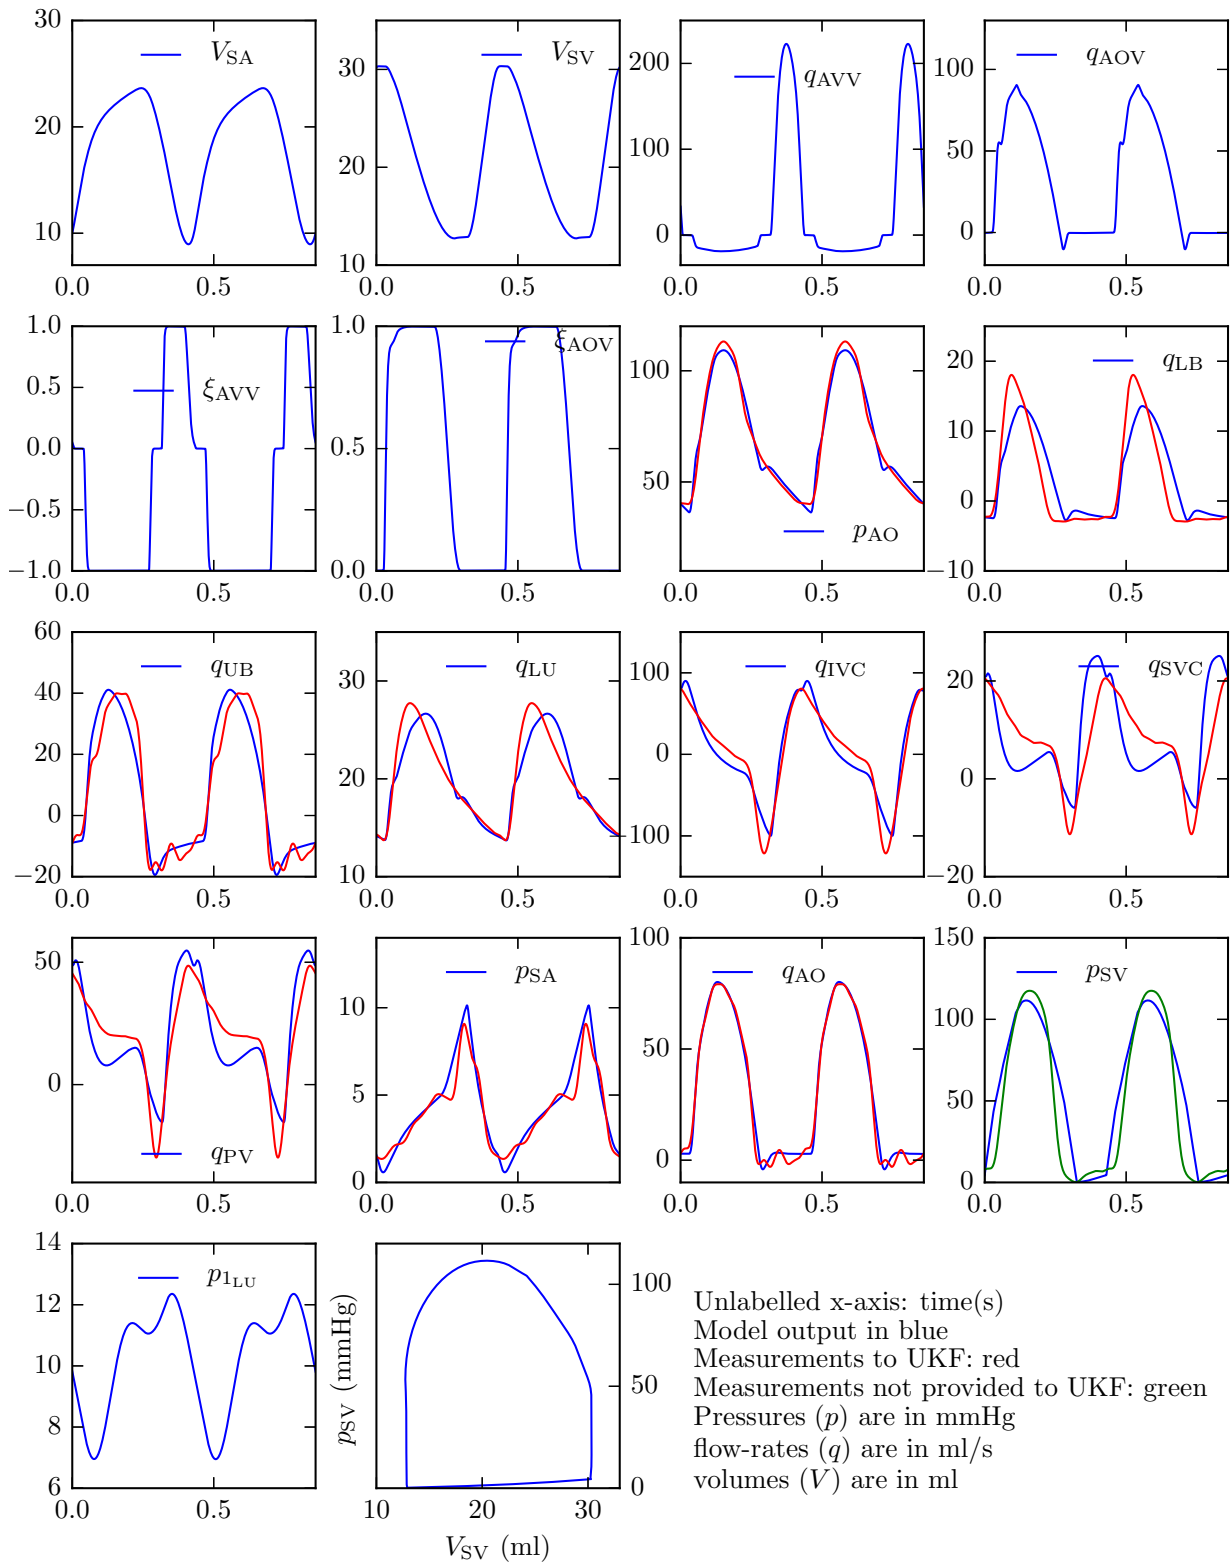 30
20
10
0.0 0.5
V_SA
30
20
10
0.0 0.5
V_SV
200
100
0
0.0 0.5
q_AVV
100
50
0
0.0 0.5
q_AOV
1.0
0.5
0.0
−0.5
−1.0
0.0 0.5
ξ_AVV
1.0
0.5
0.0
0.0 0.5
ξ_AOV
100
50
0.0 0.5
p_AO
20
10
0
−10
0.0 0.5
q_LB
60
40
20
0
−20
0.0 0.5
q_UB
30
20
10
0.0 0.5
q_LU
100
0
100
0.0 0.5
q_IVC
20
0
−20
0.0 0.5
q_SVC
50
0
0.0 0.5
q_PV
10
5
0
0.0 0.5
p_SA
100
50
0
0.0 0.5
q_AO
150
100
50
0
0.0 0.5
p_SV
14
12
10
8
6
0.0 0.5
p_1_LU
p_SV (mmHg)
100
50
0
10 20 30
V_SV (ml)
Unlabelled x-axis: time(s)
Model output in blue
Measurements to UKF: red
Measurements not provided to UKF: green
Pressures (p) are in mmHg
flow-rates (q) are in ml/s
volumes (V) are in ml